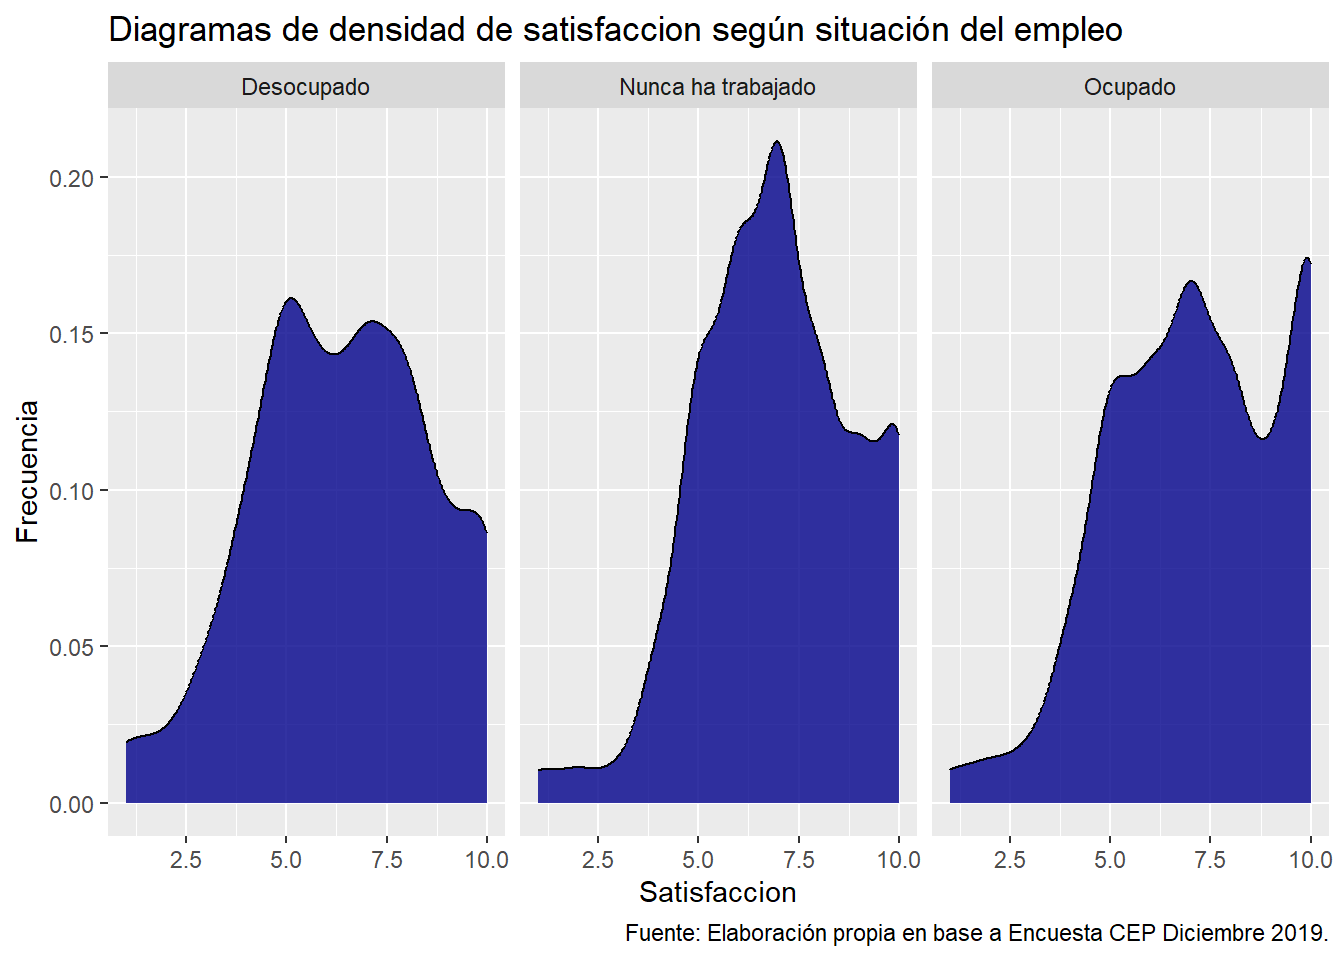 Diagramas de densidad de satisfaccion según situación del empleo
Desocupado
Nunca ha trabajado
Ocupado
Frecuencia
0.20
0.15
0.10
0.05
0.00
2.5 5.0 7.5 10.0
2.5 5.0 7.5 10.0
2.5 5.0 7.5 10.0
Satisfaccion
Fuente: Elaboración propia en base a Encuesta CEP Diciembre 2019.